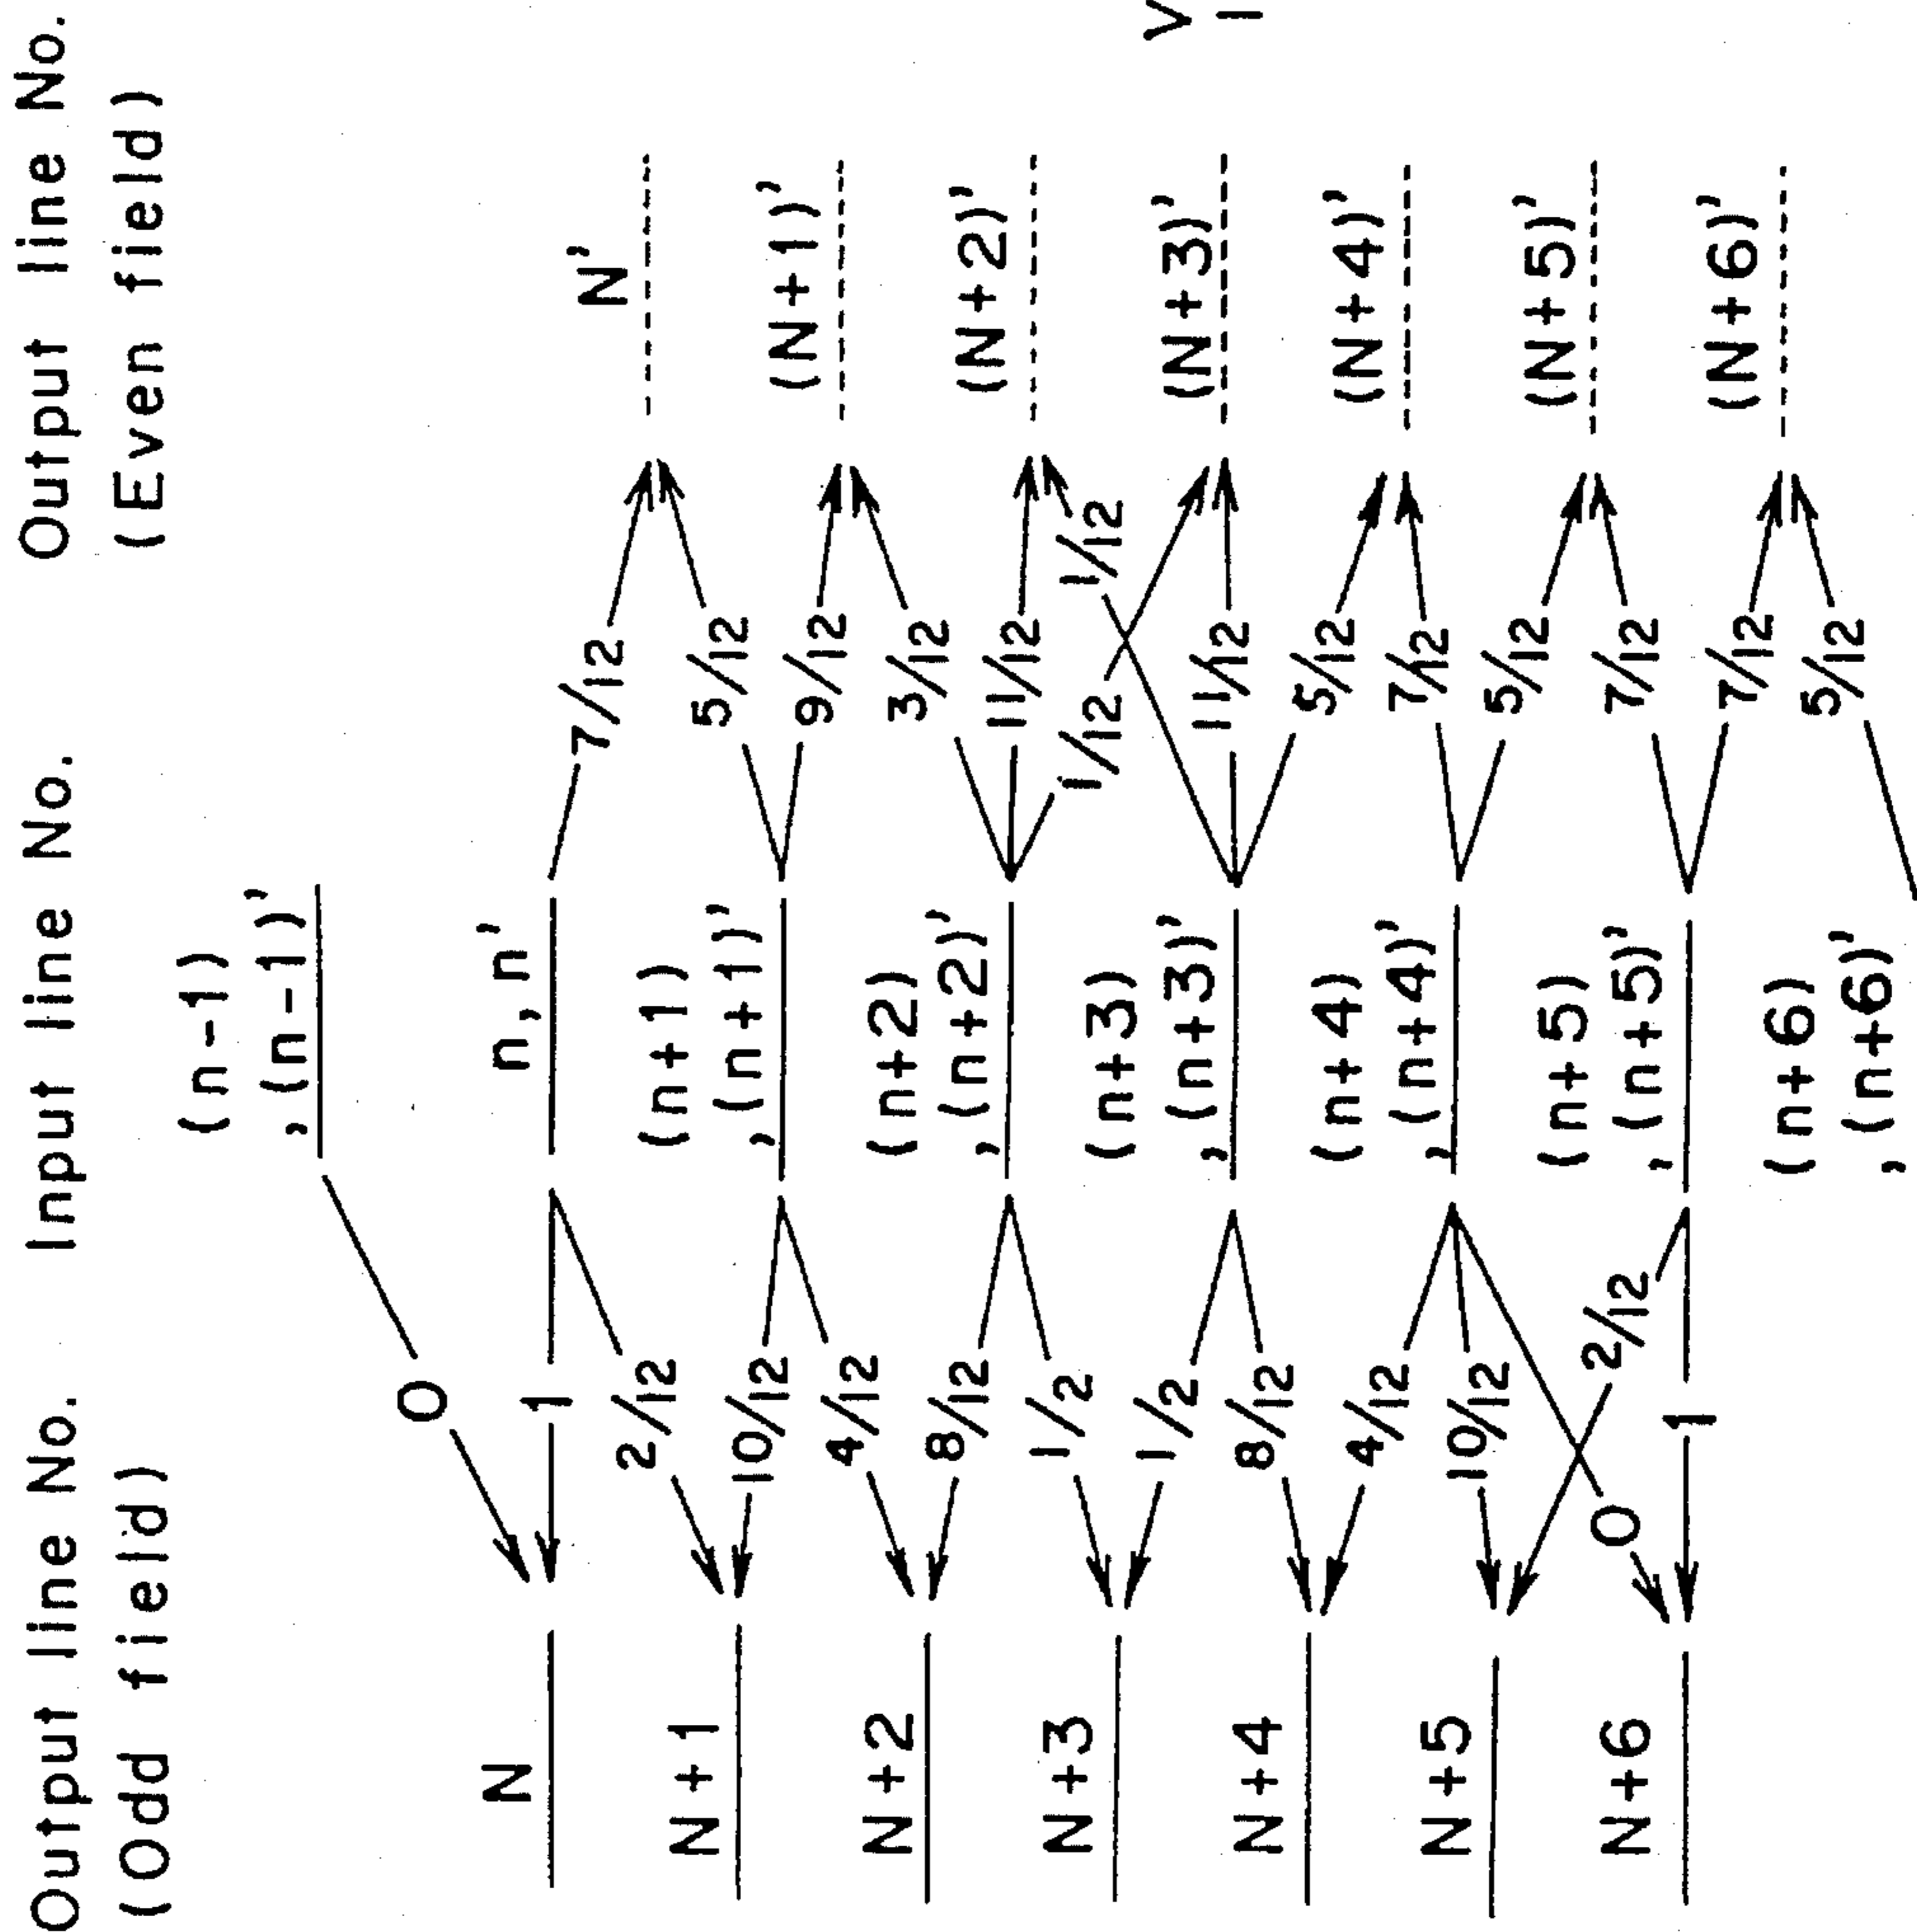 Output line No.
(Odd field)
Input line No.
Output line No.
(Even field)
(n-1)
,(n-1)'
0
N
1
n,n'
7/12
N'
2/12
5/12
N+1
10/12
(n+1)
,(n+1)'
9/12
(N+1)'
4/12
3/12
N+2
8/12
(n+2)
,(n+2)'
11/12
(N+2)'
1/2
1/12
1/12
N+3
1/2
(n+3)
,(n+3)'
11/12
(N+3)'
8/12
5/12
N+4
4/12
(n+4)
,(n+4)'
7/12
(N+4)'
10/12
5/12
N+5
2/12
(n+5)
,(n+5)'
7/12
(N+5)'
0
N+6
1
7/12
(N+6)'
5/12
(n+6)
,(n+6)'